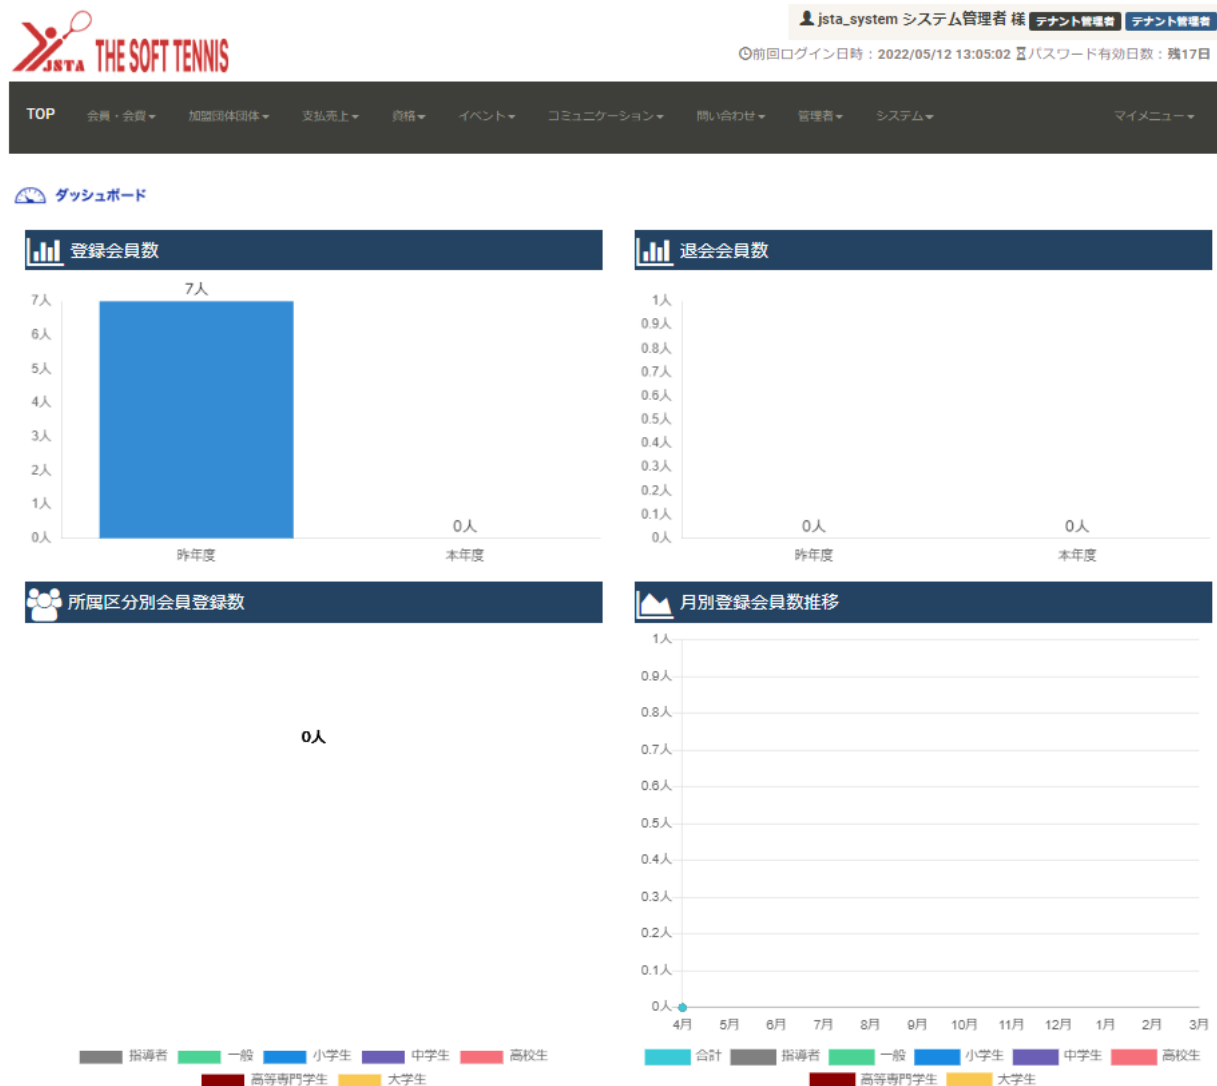 jsta_system システム管理者 様 テナント管理者 テナント管理者
JSTA THE SOFT TENNIS
前回ログイン日時：2022/05/12 13:05:02 パスワード有効日数：残17日
TOP 会員・会費 加盟団体団体 支払売上 資格 イベント コミュニケーション 問い合わせ 管理者 システム マイメニュー
ダッシュボード
登録会員数
7人
7人
6人
5人
4人
3人
2人
1人
0人
0人
昨年度 本年度
退会会員数
1人
0.9人
0.8人
0.7人
0.6人
0.5人
0.4人
0.3人
0.2人
0.1人
0人
0人 0人
昨年度 本年度
所属区分別会員登録数
0人
指導者 一般 小学生 中学生 高校生
高等専門学生 大学生
月別登録会員数推移
1人
0.9人
0.8人
0.7人
0.6人
0.5人
0.4人
0.3人
0.2人
0.1人
0人
4月 5月 6月 7月 8月 9月 10月 11月 12月 1月 2月 3月
合計 指導者 一般 小学生 中学生 高校生
高等専門学生 大学生